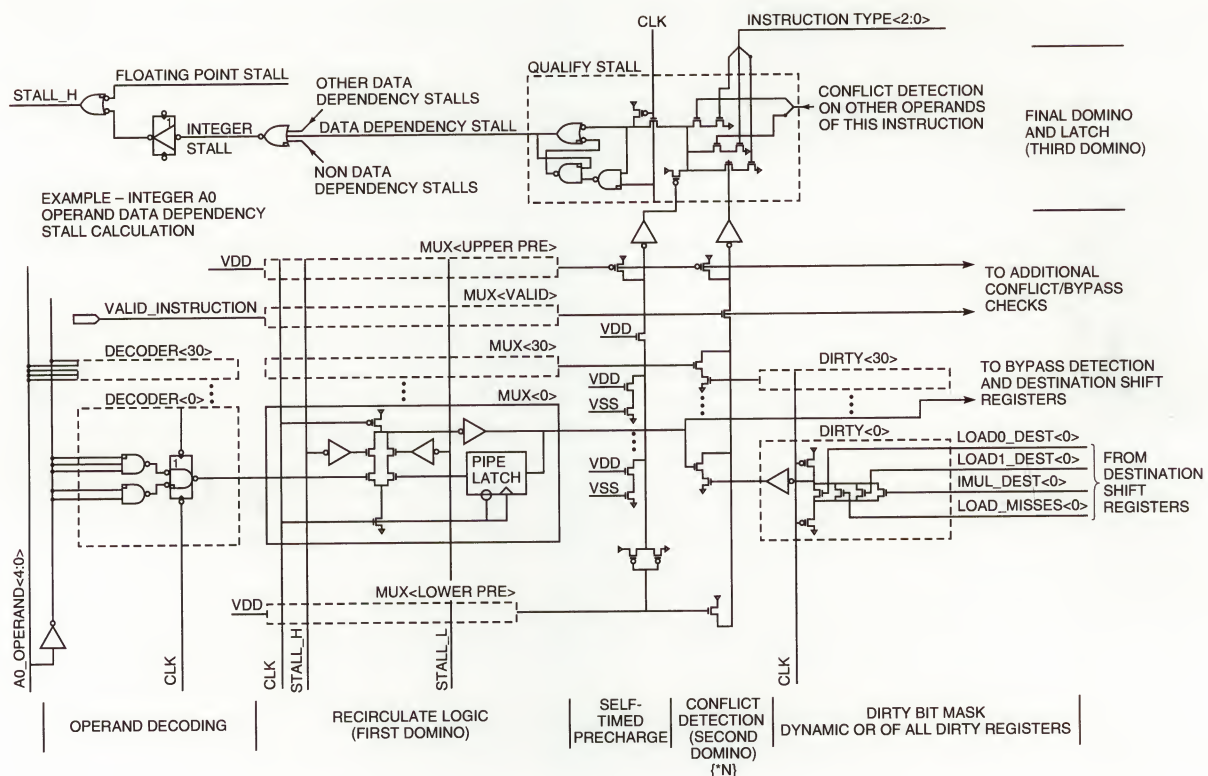 CLK
INSTRUCTION TYPE<2:0>
FLOATING POINT STALL
QUALIFY STALL
STALL_H
OTHER DATA
DEPENDENCY STALLS
CONFLICT DETECTION
ON OTHER OPERANDS
OF THIS INSTRUCTION
FINAL DOMINO
AND LATCH
(THIRD DOMINO)
1
INTEGER
STALL
DATA DEPENDENCY STALL
NON DATA
DEPENDENCY STALLS
EXAMPLE – INTEGER A0
OPERAND DATA DEPENDENCY
STALL CALCULATION
VDD
MUX<UPPER PRE>
TO ADDITIONAL
CONFLICT/BYPASS
CHECKS
VALID_INSTRUCTION
MUX<VALID>
VDD
DECODER<30>
MUX<30>
DIRTY<30>
TO BYPASS DETECTION
AND DESTINATION SHIFT
REGISTERS
VDD
VSS
DECODER<0>
MUX<0>
DIRTY<0>
1
PIPE
LATCH
VDD
VSS
LOAD0_DEST<0>
LOAD1_DEST<0>
IMUL_DEST<0>
LOAD_MISSES<0>
FROM
DESTINATION
SHIFT
REGISTERS
VDD
MUX<LOWER PRE>
A0_OPERAND<4:0>
CLK
CLK
STALL_H
STALL_L
CLK
OPERAND DECODING
RECIRCULATE LOGIC
(FIRST DOMINO)
SELF-
TIMED
PRECHARGE
CONFLICT
DETECTION
(SECOND
DOMINO)
{*N}
DIRTY BIT MASK
DYNAMIC OR OF ALL DIRTY REGISTERS